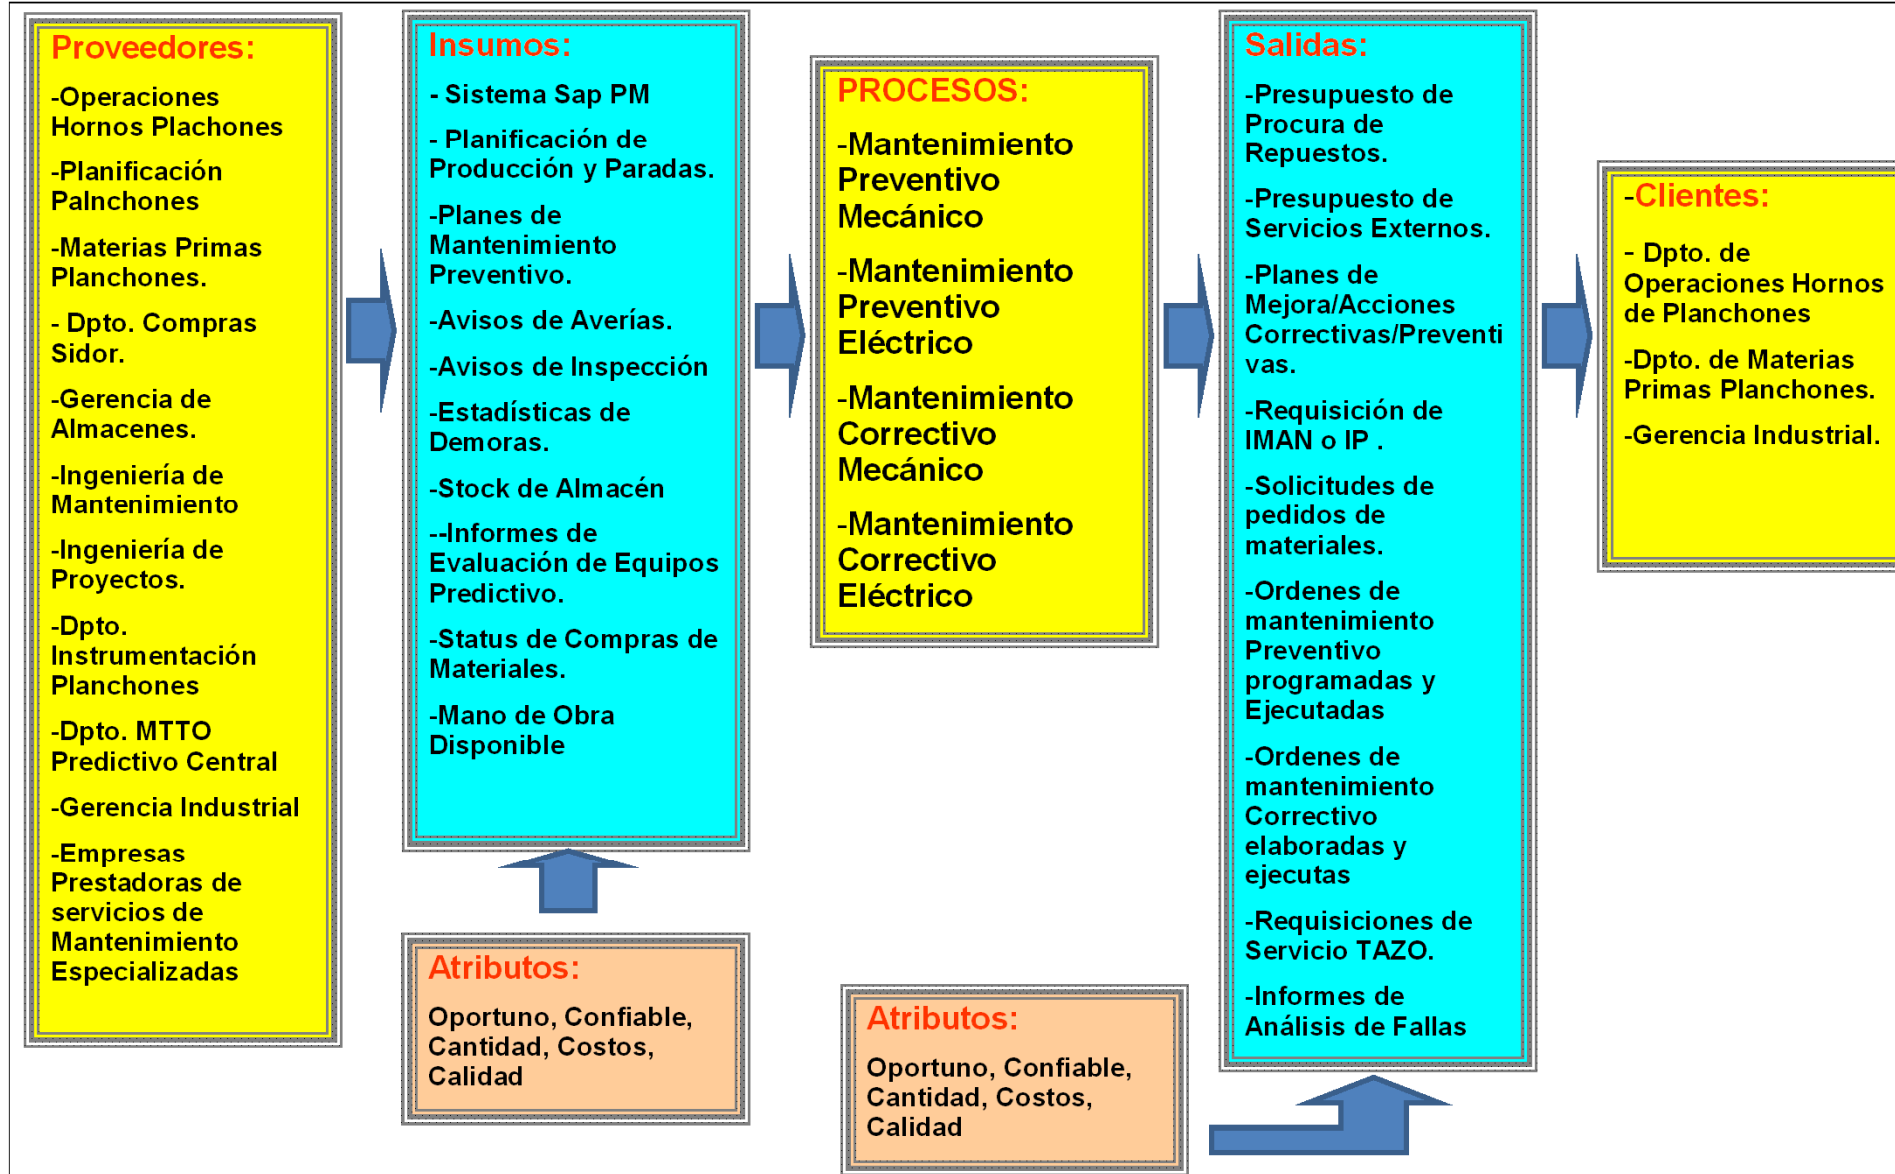 Proveedores:
-Operaciones
Hornos Plachones
-Planificación
Palnchones
-Materias Primas
Planchones.
- Dpto. Compras
Sidor.
-Gerencia de
Almacenes.
-Ingeniería de
Mantenimiento
-Ingeniería de
Proyectos.
-Dpto.
Instrumentación
Planchones
-Dpto. MTTO
Predictivo Central
-Gerencia Industrial
-Empresas
Prestadoras de
servicios de
Mantenimiento
Especializadas
Insumos:
- Sistema Sap PM
- Planificación de
Producción y Paradas.
-Planes de
Mantenimiento
Preventivo.
-Avisos de Averías.
-Avisos de Inspección
-Estadísticas de
Demoras.
-Stock de Almacén
--Informes de
Evaluación de Equipos
Predictivo.
-Status de Compras de
Materiales.
-Mano de Obra
Disponible
Atributos:
Oportuno, Confiable,
Cantidad, Costos,
Calidad
PROCESOS:
-Mantenimiento
Preventivo
Mecánico
-Mantenimiento
Preventivo
Eléctrico
-Mantenimiento
Correctivo
Mecánico
-Mantenimiento
Correctivo
Eléctrico
Atributos:
Oportuno, Confiable,
Cantidad, Costos,
Calidad
Salidas:
-Presupuesto de
Procura de
Repuestos.
-Presupuesto de
Servicios Externos.
-Planes de
Mejora/Acciones
Correctivas/Preventi
vas.
-Requisición de
IMAN o IP .
-Solicitudes de
pedidos de
materiales.
-Ordenes de
mantenimiento
Preventivo
programadas y
Ejecutadas
-Ordenes de
mantenimiento
Correctivo
elaboradas y
ejecutas
-Requisiciones de
Servicio TAZO.
-Informes de
Análisis de Fallas
-Clientes:
- Dpto. de
Operaciones Hornos
de Planchones
-Dpto. de Materias
Primas Planchones.
-Gerencia Industrial.